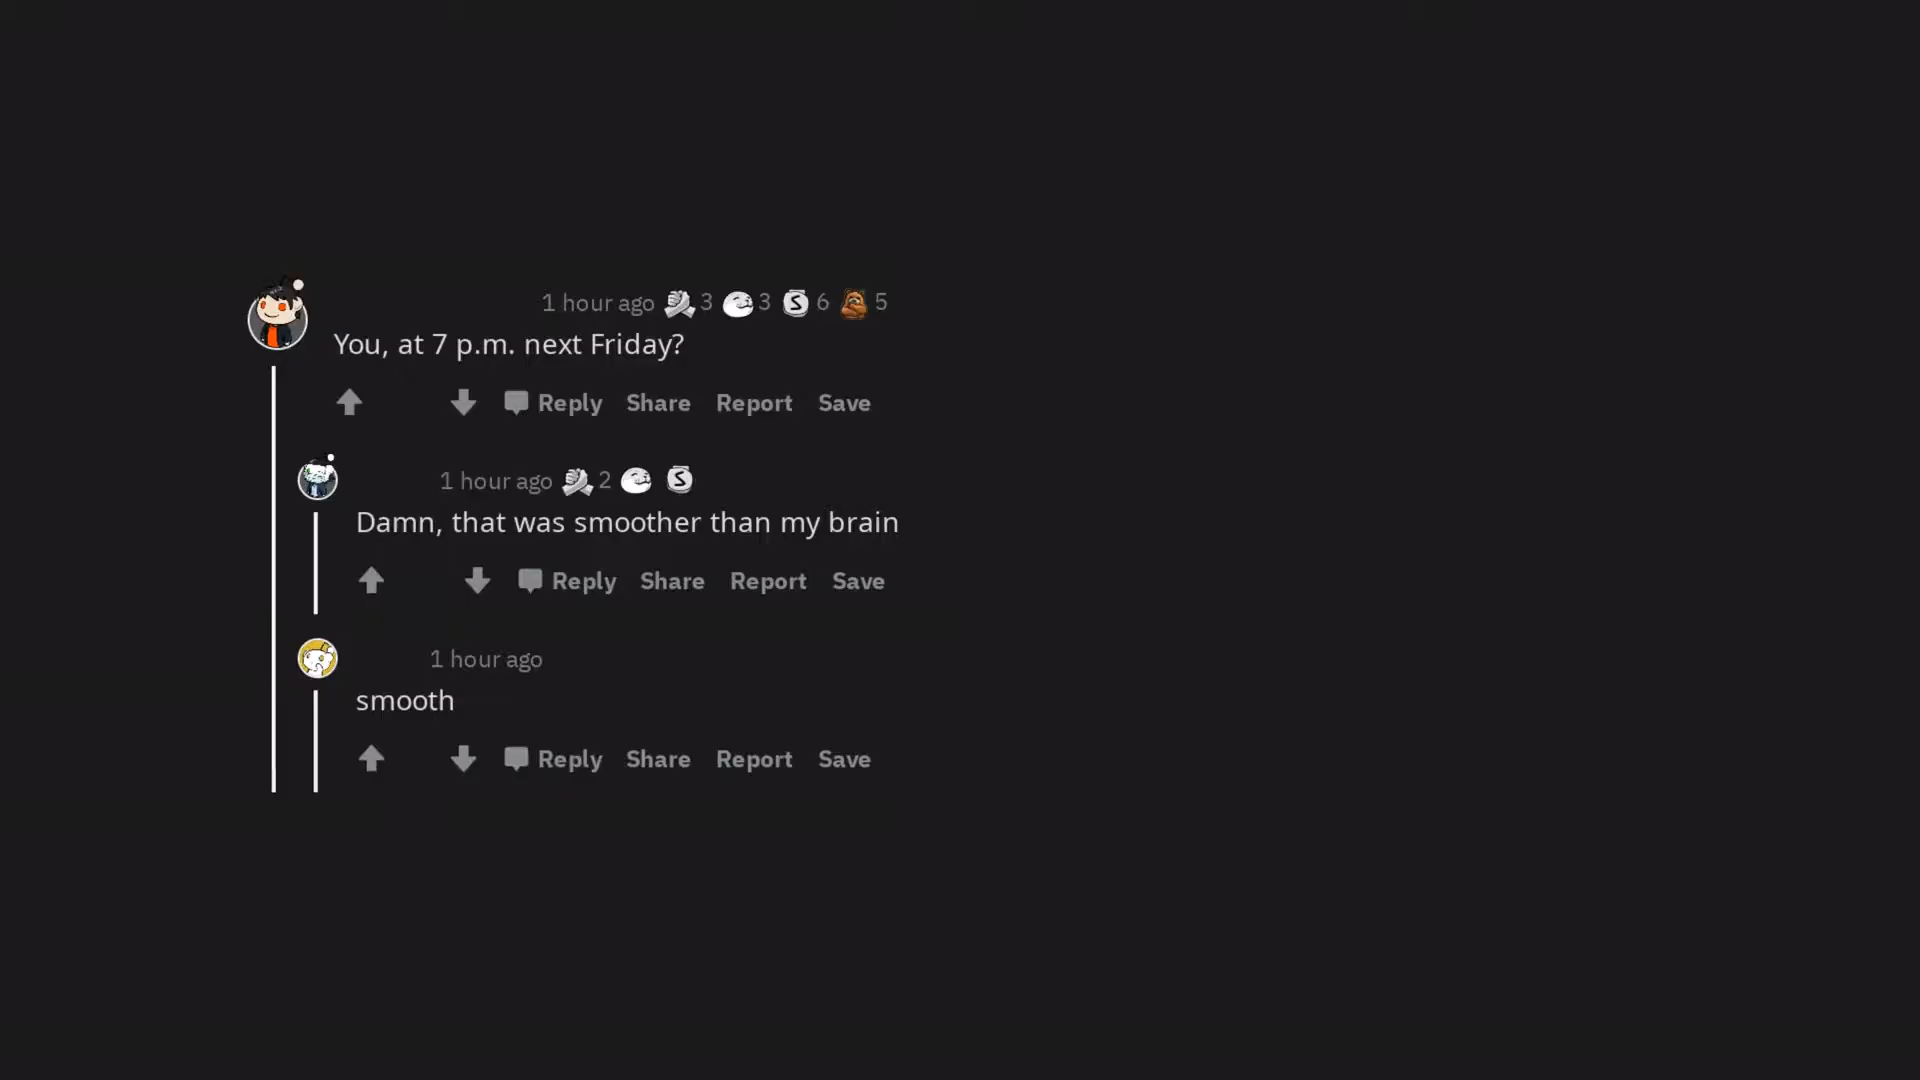 1 hour ago 3 3 6 5
You, at 7 p.m. next Friday?
Reply Share Report Save
1 hour ago 2
Damn, that was smoother than my brain
Reply Share Report Save
1 hour ago
smooth
Reply Share Report Save